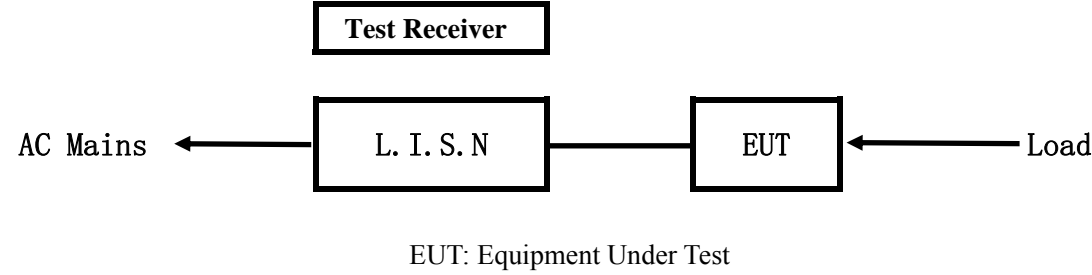 Test Receiver
AC Mains L.I.S.N EUT Load
EUT: Equipment Under Test